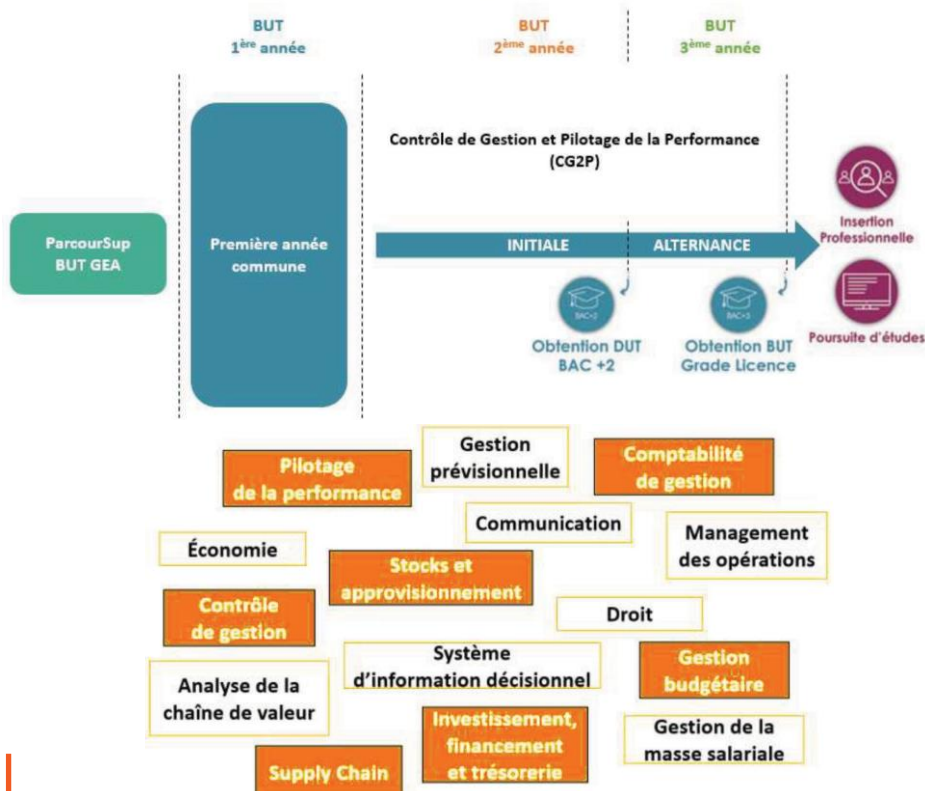 BUT
1ère année
BUT
2ème année
BUT
3ème année
Contrôle de Gestion et Pilotage de la Performance
(CG2P)
ParcourSup
BUT GEA
Première année
commune
INITIALE
ALTERNANCE
Insertion
Professionnelle
BAC+2
Obtention DUT
BAC +2
BAC+3
Obtention BUT
Grade Licence
Poursuite d'études
Pilotage
de la performance
Gestion
prévisionnelle
Comptabilité
de gestion
Communication
Management
des opérations
Économie
Stocks et
approvisionnement
Contrôle
de gestion
Droit
Système
d'information décisionnel
Gestion
budgétaire
Analyse de la
chaîne de valeur
Investissement,
financement
et trésorerie
Gestion de la
masse salariale
Supply Chain